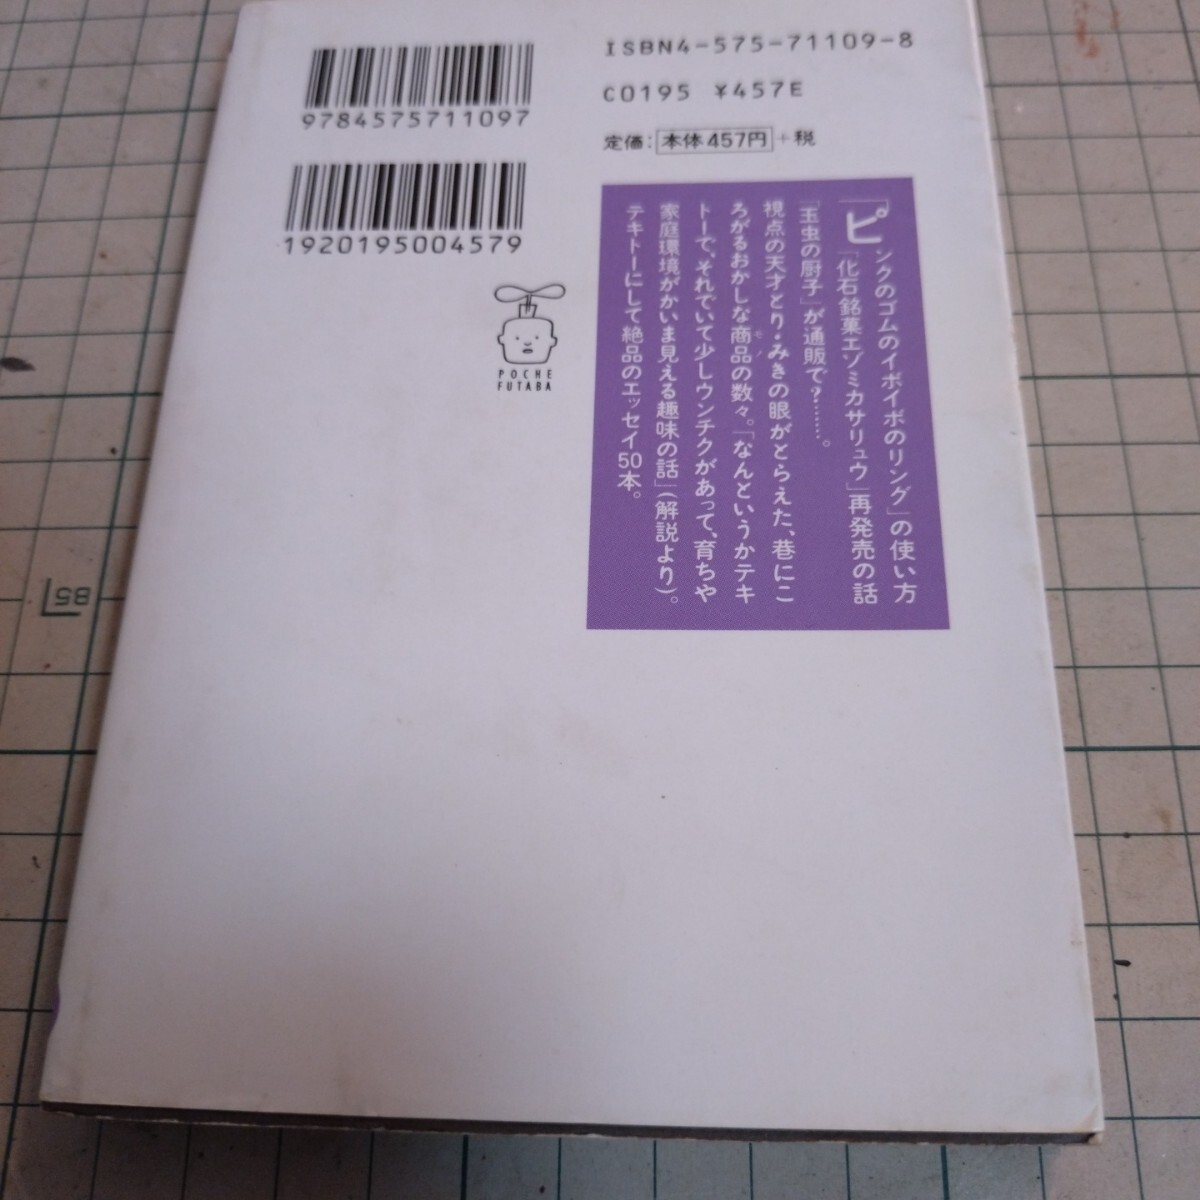 ISBN4-575-71109-8
C0195 ¥457E
定価：本体457円＋税
9784575711097
1920195004579
POCHE
FUTABA
「ピンクのゴムのイボイボのリング」の使い方
「化石銘菓エゾミカサリュウ」再発売の話
「玉虫の厨子」が通販で?……。
視点の天才とり・みきの眼がとらえた、巷にこ
ろがるおかしな商品の数々。「なんというかテキ
モノ
トーで、それでいて少しウンチクがあって、育ちや
家庭環境がかいま見える趣味の話」(解説より)。
テキトーにして絶品のエッセイ50本。
B5